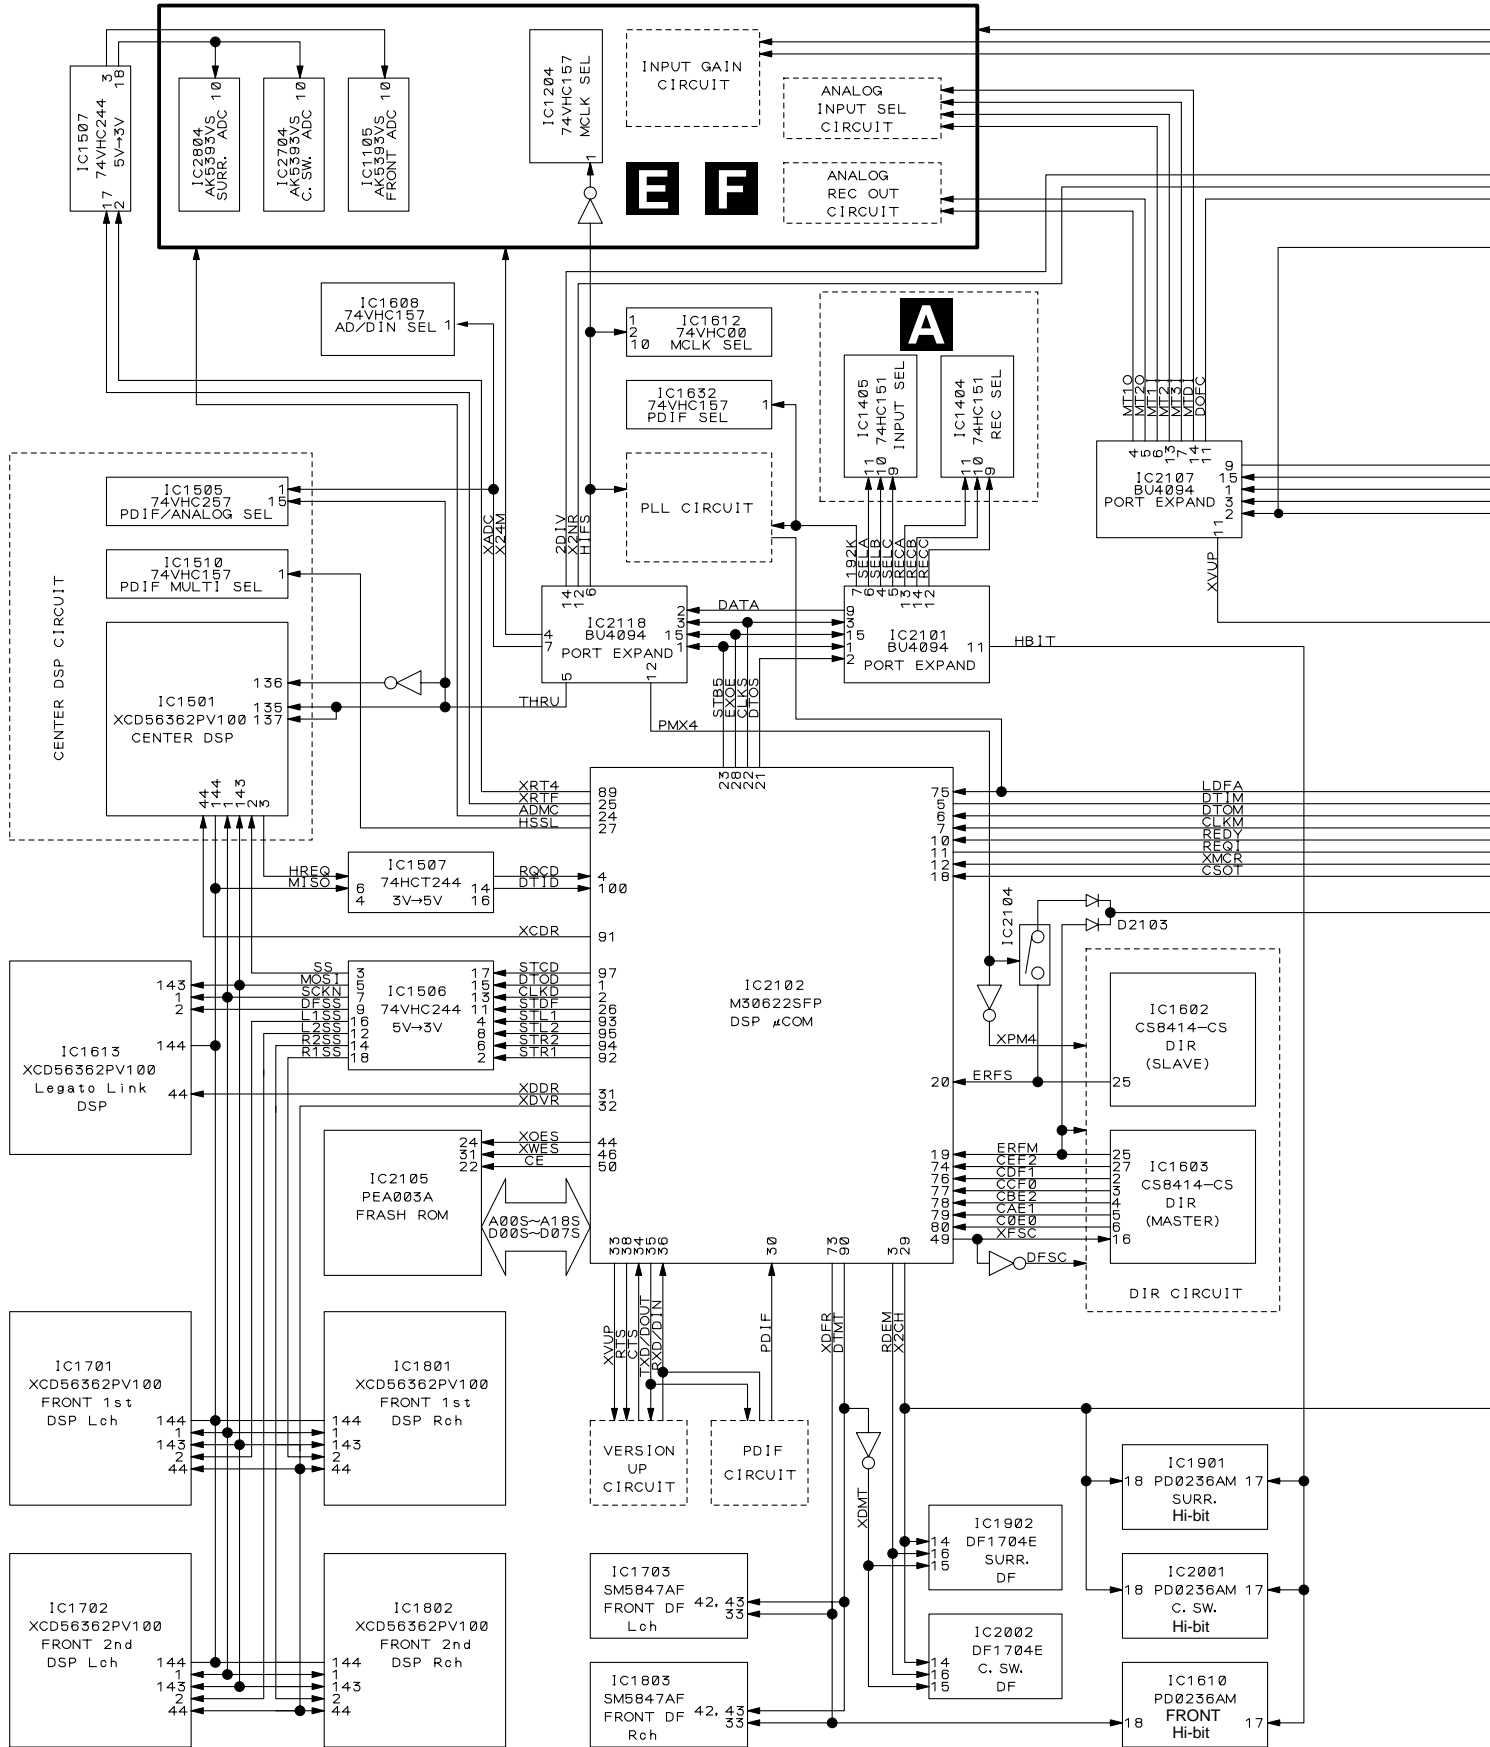 IC1507
74VHC244
5V→3V
3
18
17
2
IC2804
AK5393VS
SURR. ADC
10
IC2704
AK5393VS
C. SW. ADC
10
IC1105
AK5393VS
FRONT ADC
10
IC1204
74VHC157
MCLK SEL
1
INPUT GAIN
CIRCUIT
ANALOG
INPUT SEL
CIRCUIT
ANALOG
REC OUT
CIRCUIT
E
F
IC1608
74VHC157
AD/DIN SEL 1
1
2
10
IC1612
74VHC00
MCLK SEL
IC1632
74VHC157
PDIF SEL
1
PLL CIRCUIT
A
IC1405
74HC151
INPUT SEL
11
10
9
IC1404
74HC151
REC SEL
11
10
9
MT1O
MT2O
MT1
MT2
MT3
MTD
DOFC
4
5
6
13
7
14
11
IC2107
BU4094
PORT EXPAND
9
15
1
3
2
11
XVUP
CENTER DSP CIRCUIT
IC1505
74VHC257
PDIF/ANALOG SEL
1
15
IC1510
74VHC157
PDIF MULTI SEL
1
IC1501
XCD56362PV100
CENTER DSP
136
135
137
44
144
1
143
2
3
XADC
X24M
2DIV
X2NR
HIFS
14
12
6
IC2118
BU4094
PORT EXPAND
4
7
5
12
2
3
15
1
THRU
PMX4
DATA
192K
SELA
SELB
SELC
RECA
RECB
RECC
7
6
4
5
13
14
12
9
3
15
1
2
IC2101
BU4094
PORT EXPAND
11
HBIT
STB5
EXOE
CLKS
DTOS
23
28
22
21
XRT4
XRTF
ADMC
HSSL
89
25
24
27
HREQ
MISO
6
4
IC1507
74HCT244
3V→5V
14
16
RQCD
DTID
4
100
XCDR
91
SS
MOSI
SCKN
DFSS
L1SS
L2SS
R2SS
R1SS
3
5
7
9
16
12
14
18
IC1506
74VHC244
5V→3V
17
15
13
11
4
8
6
2
STCD
DTOD
CLKD
STDF
STL1
STL2
STR2
STR1
97
1
2
26
93
95
94
92
IC2102
M30622SFP
DSP μCOM
IC1613
XCD56362PV100
Legato Link
DSP
143
1
2
144
44
XDDR
XDVR
31
32
IC2105
PEA003A
FRASH ROM
24
31
22
XOES
XWES
CE
44
46
50
A00S~A18S
D00S~D07S
75
5
6
7
10
11
12
18
LDFA
DTIM
DTOM
CLKM
REDY
REQI
XMCR
CSOT
IC2104
D2103
XPM4
IC1602
CS8414-CS
DIR
(SLAVE)
25
20
ERFS
19
74
76
77
78
79
80
49
ERFM
CEF2
CDF1
CCF0
CBE2
CAE1
C0E0
XFSC
DFSC
25
27
2
3
4
5
6
16
IC1603
CS8414-CS
DIR
(MASTER)
DIR CIRCUIT
33
38
34
35
36
30
73
90
3
29
XVUP
RTS
CTS
TXD/DOUT
RXD/DIN
PDIF
XDFR
DTMT
RDEM
X2CH
VERSION
UP
CIRCUIT
PDIF
CIRCUIT
XDMT
IC1701
XCD56362PV100
FRONT 1st
DSP Lch
144
1
143
2
44
IC1801
XCD56362PV100
FRONT 1st
DSP Rch
144
1
143
2
44
IC1702
XCD56362PV100
FRONT 2nd
DSP Lch
144
1
143
2
44
IC1802
XCD56362PV100
FRONT 2nd
DSP Rch
144
1
143
2
44
IC1703
SM5847AF
FRONT DF
Lch
42, 43
33
IC1803
SM5847AF
FRONT DF
Rch
42, 43
33
14
16
15
IC1902
DF1704E
SURR.
DF
14
16
15
IC2002
DF1704E
C. SW.
DF
IC1901
18 PD0236AM 17
SURR.
Hi-bit
IC2001
18 PD0236AM 17
C. SW.
Hi-bit
IC1610
PD0236AM
FRONT
18 17
Hi-bit